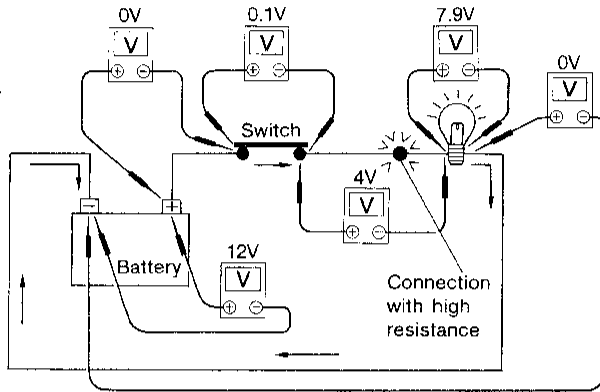 0V
0.1V
7.9V
0V
V
V
V
V
+ −
+ −
+ −
+ −
Switch
4V
V
+ −
− +
Battery
12V
V
+ −
Connection
with high
resistance